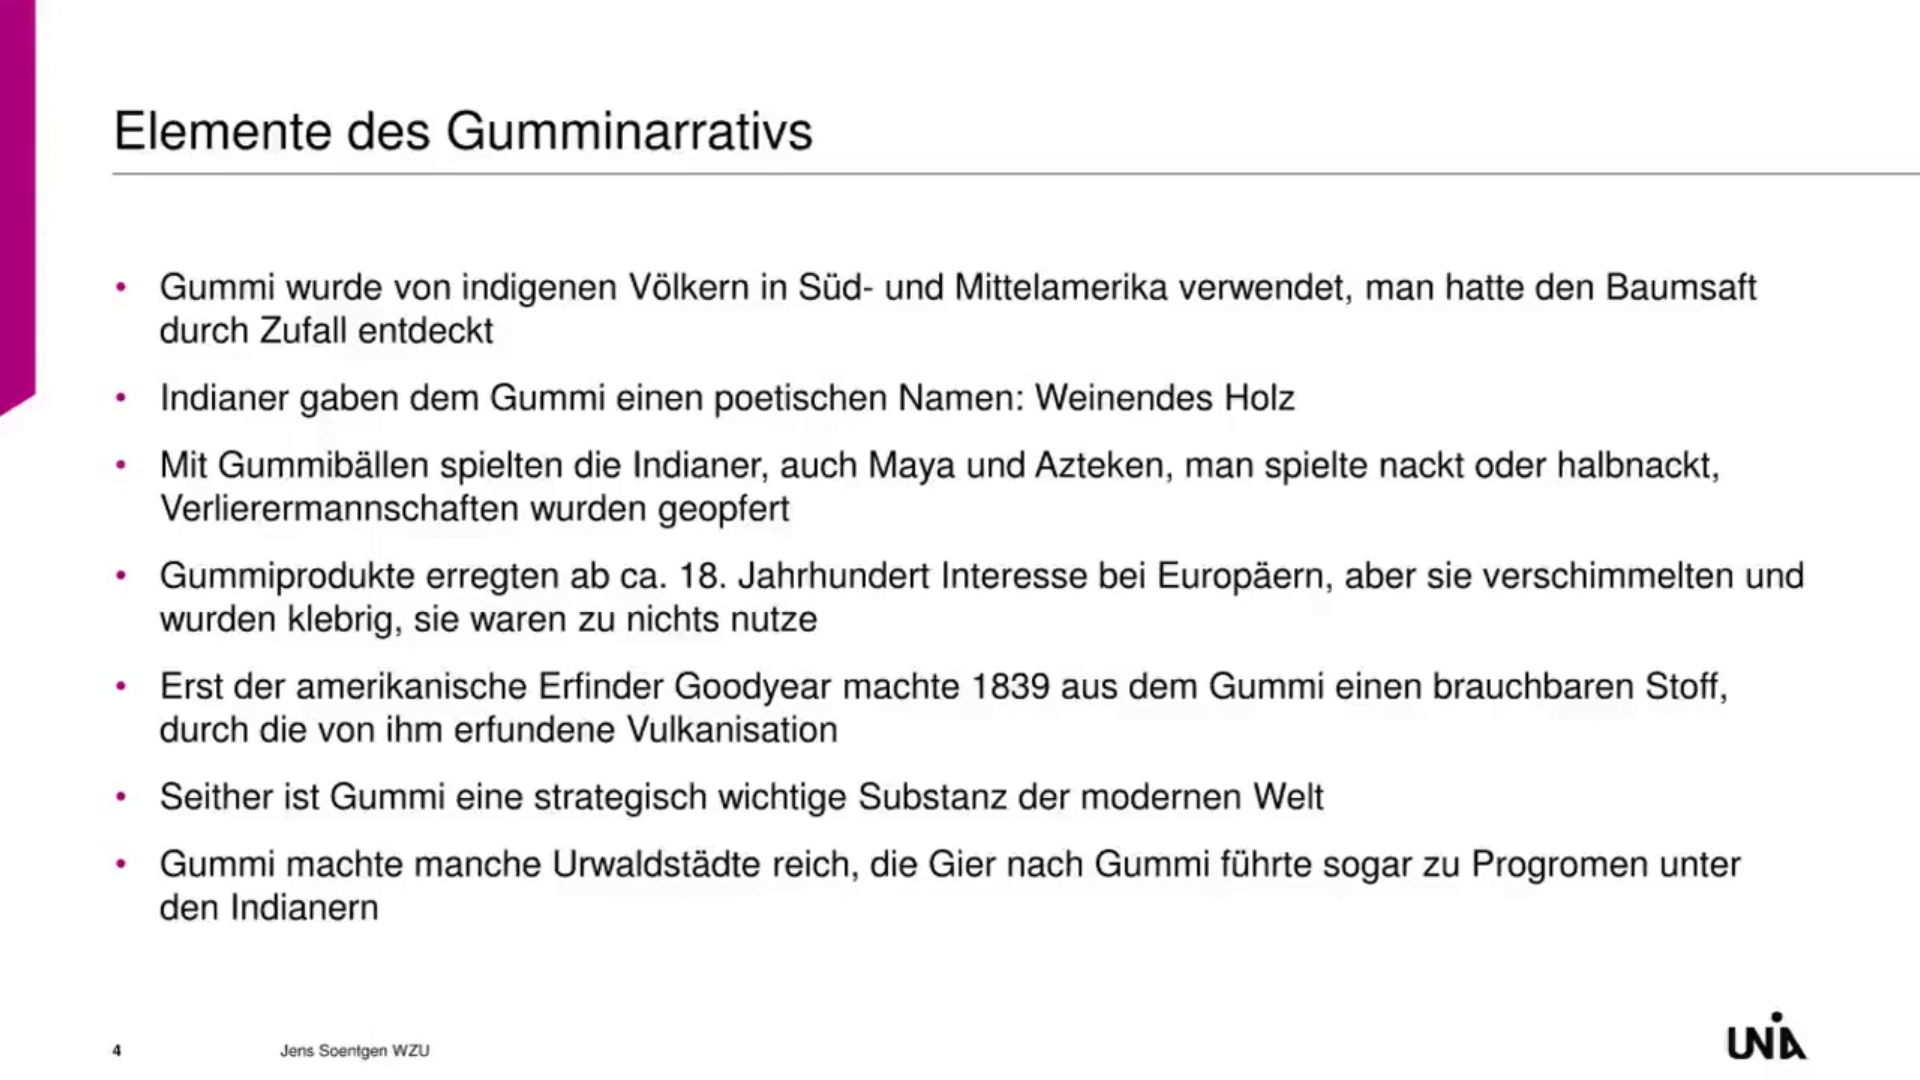 Elemente des Gumminarrativs
• Gummi wurde von indigenen Völkern in Süd- und Mittelamerika verwendet, man hatte den Baumsaft
durch Zufall entdeckt
• Indianer gaben dem Gummi einen poetischen Namen: Weinendes Holz
• Mit Gummibällen spielten die Indianer, auch Maya und Azteken, man spielte nackt oder halbnackt,
Verlierermannschaften wurden geopfert
• Gummiprodukte erregten ab ca. 18. Jahrhundert Interesse bei Europäern, aber sie verschimmelten und
wurden klebrig, sie waren zu nichts nutze
• Erst der amerikanische Erfinder Goodyear machte 1839 aus dem Gummi einen brauchbaren Stoff,
durch die von ihm erfundene Vulkanisation
• Seither ist Gummi eine strategisch wichtige Substanz der modernen Welt
• Gummi machte manche Urwaldstädte reich, die Gier nach Gummi führte sogar zu Progromen unter
den Indianern
4 Jens Soentgen WZU
UNIA